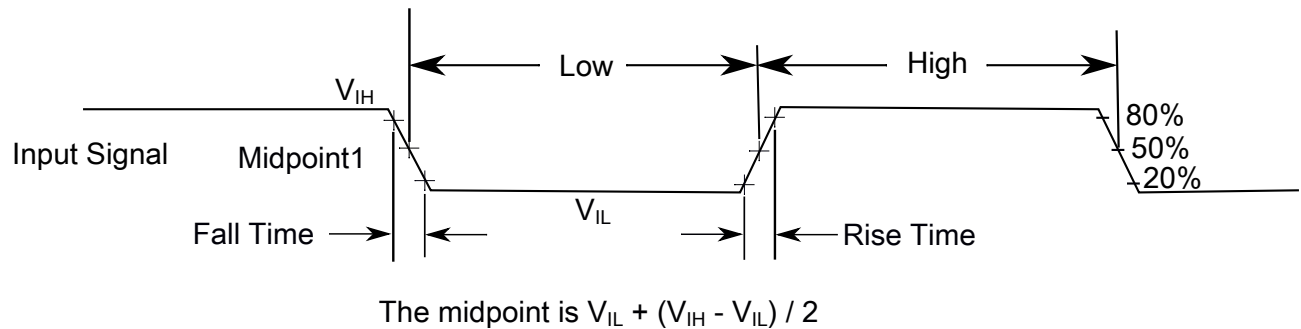 Low
High
V_IH
80%
Input Signal
Midpoint1
50%
20%
V_IL
Fall Time
Rise Time
The midpoint is V_IL + (V_IH - V_IL) / 2